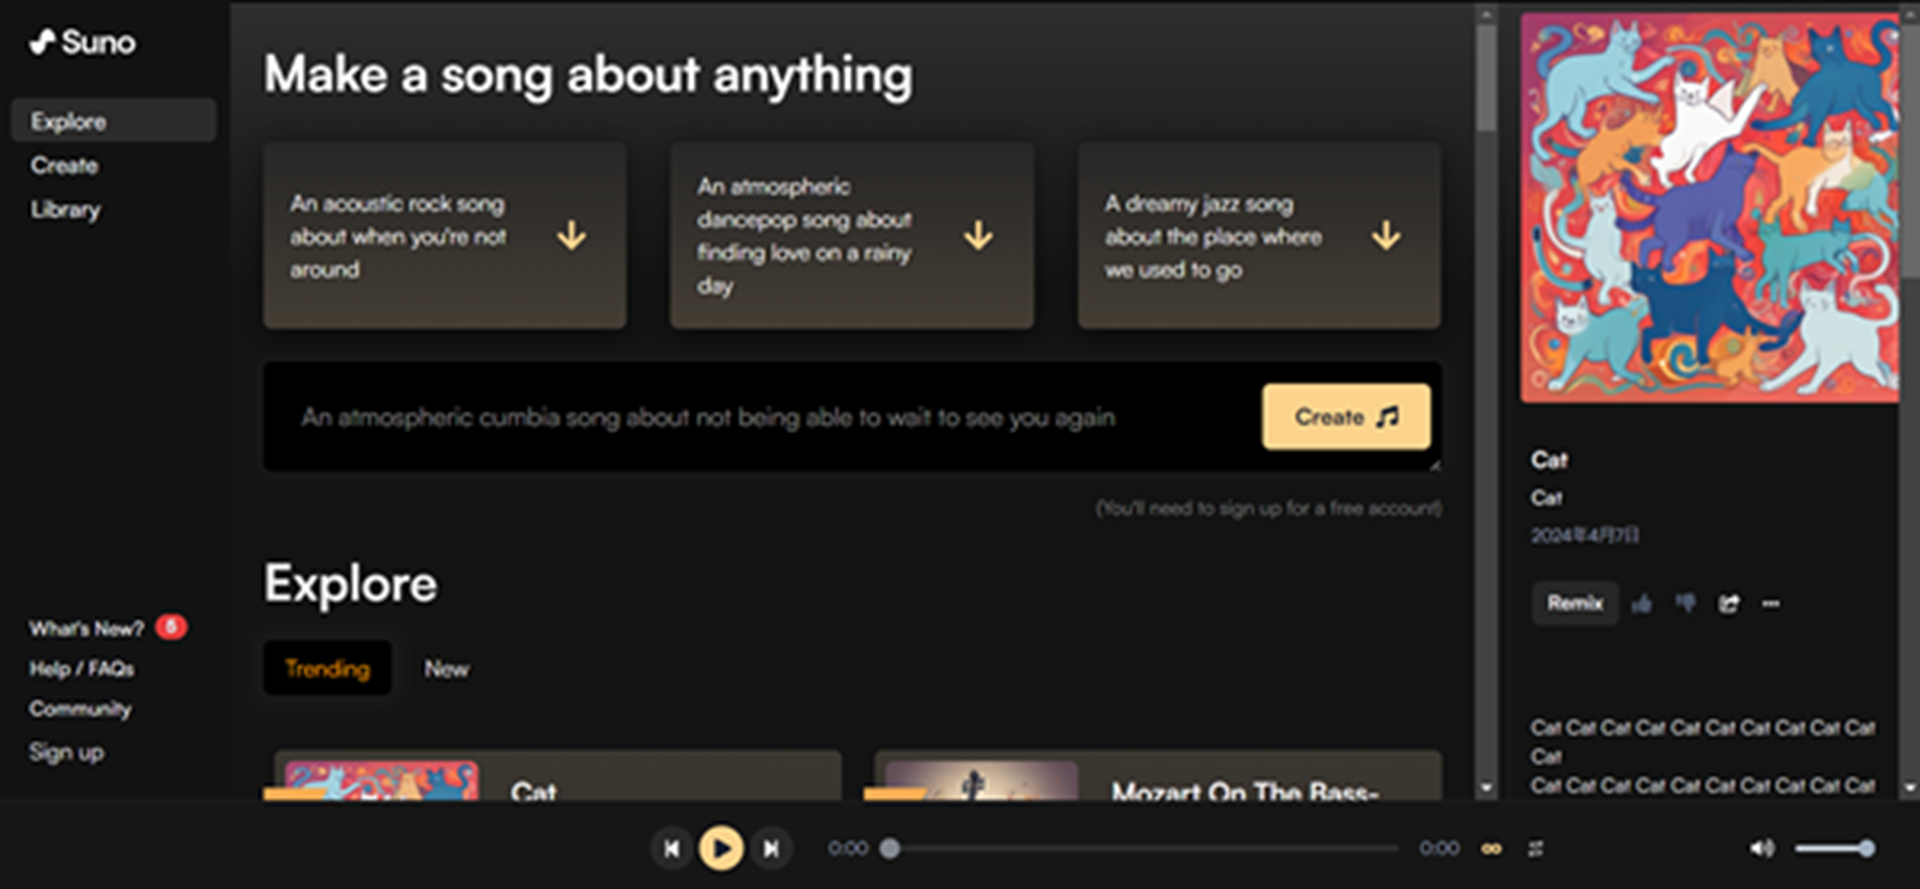 Suno
Explore
Create
Library
What's New? 6
Help / FAQs
Community
Sign up
Make a song about anything
An acoustic rock song
about when you're not
around
An atmospheric
dancepop song about
finding love on a rainy
day
A dreamy jazz song
about the place where
we used to go
An atmospheric cumbia song about not being able to wait to see you again
Create
(You'll need to sign up for a free account)
Explore
Trending
New
Cat
Mozart On The Bass-
Cat
Cat
2024年4月7日
Remix
Cat Cat Cat Cat Cat Cat Cat Cat Cat Cat
Cat
Cat Cat Cat Cat Cat Cat Cat Cat Cat Cat
0:00
0:00